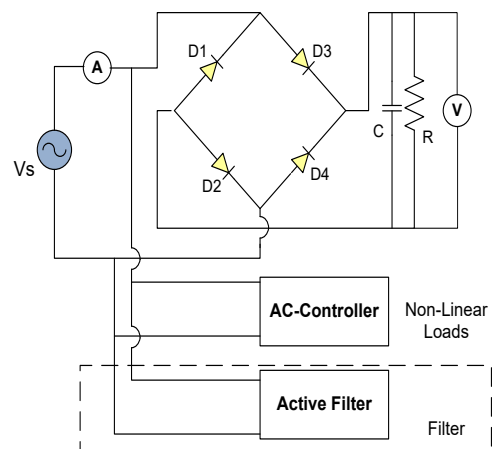 A
D1
D3
Vs
C
R
V
D2
D4
AC-Controller
Non-Linear
Loads
Active Filter
Filter